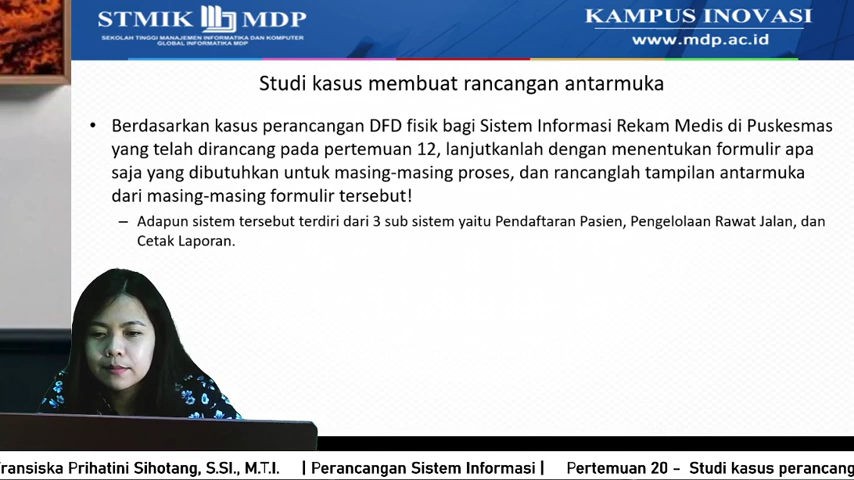 STMIK MDP
SEKOLAH TINGGI MANAJEMEN INFORMATIKA DAN KOMPUTER
GLOBAL INFORMATIKA MDP
KAMPUS INOVASI
www.mdp.ac.id
Studi kasus membuat rancangan antarmuka
• Berdasarkan kasus perancangan DFD fisik bagi Sistem Informasi Rekam Medis di Puskesmas
yang telah dirancang pada pertemuan 12, lanjutkanlah dengan menentukan formulir apa
saja yang dibutuhkan untuk masing-masing proses, dan rancanglah tampilan antarmuka
dari masing-masing formulir tersebut!
– Adapun sistem tersebut terdiri dari 3 sub sistem yaitu Pendaftaran Pasien, Pengelolaan Rawat Jalan, dan
Cetak Laporan.
ransiska Prihatini Sihotang, S.SI., M.T.I. | Perancangan Sistem Informasi | Pertemuan 20 - Studi kasus perancang